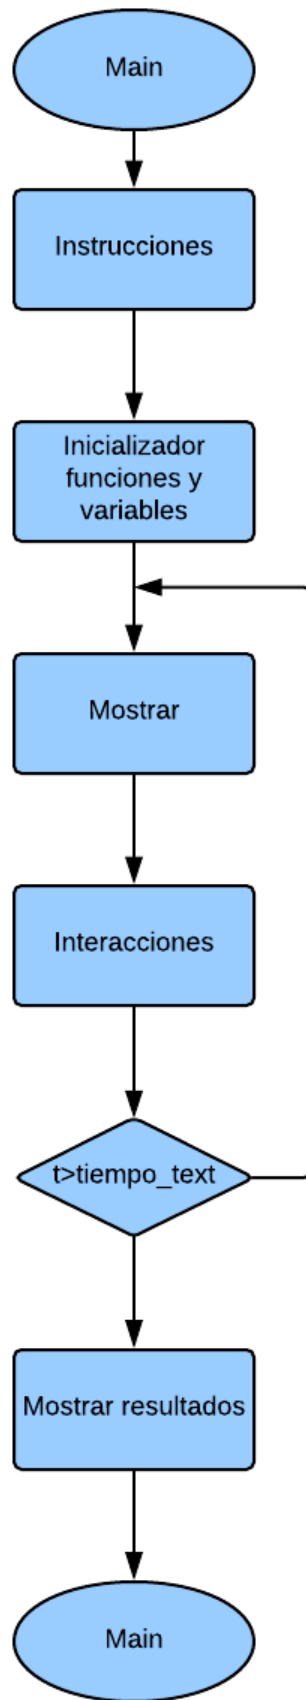 Main
Instrucciones
Inicializador
funciones y
variables
Mostrar
Interacciones
t>tiempo_text
Mostrar resultados
Main